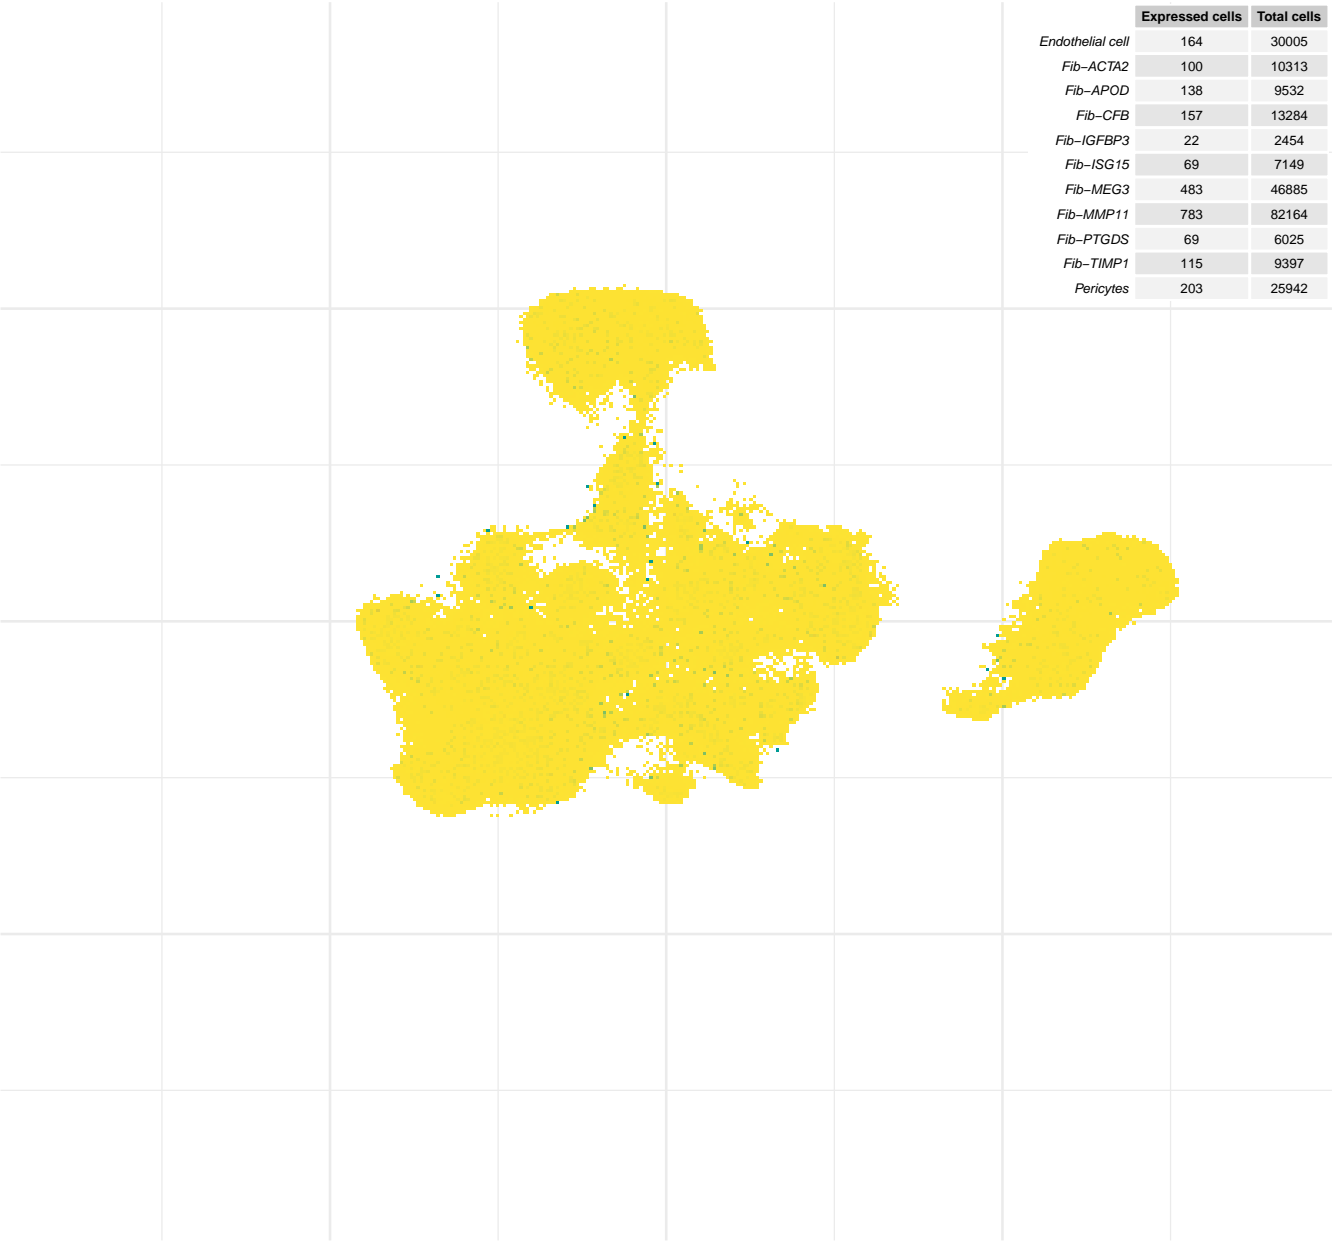 Expressed cells Total cells
Endothelial cell 164 30005
Fib−ACTA2 100 10313
Fib−APOD 138 9532
Fib−CFB 157 13284
Fib−IGFBP3 22 2454
Fib−ISG15 69 7149
Fib−MEG3 483 46885
Fib−MMP11 783 82164
Fib−PTGDS 69 6025
Fib−TIMP1 115 9397
Pericytes 203 25942